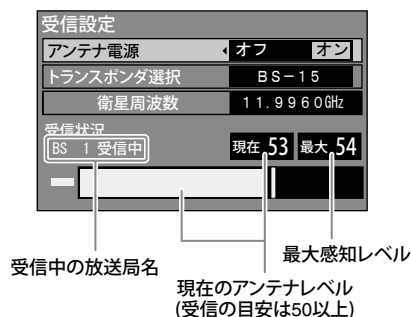 受信設定
アンテナ電源 オフ オン
トランスポンダ選択 BS－15
衛星周波数 11.9960GHz
受信状況
BS 1 受信中 現在 53 最大 54
最大感知レベル
受信中の放送局名
現在のアンテナレベル
(受信の目安は50以上)